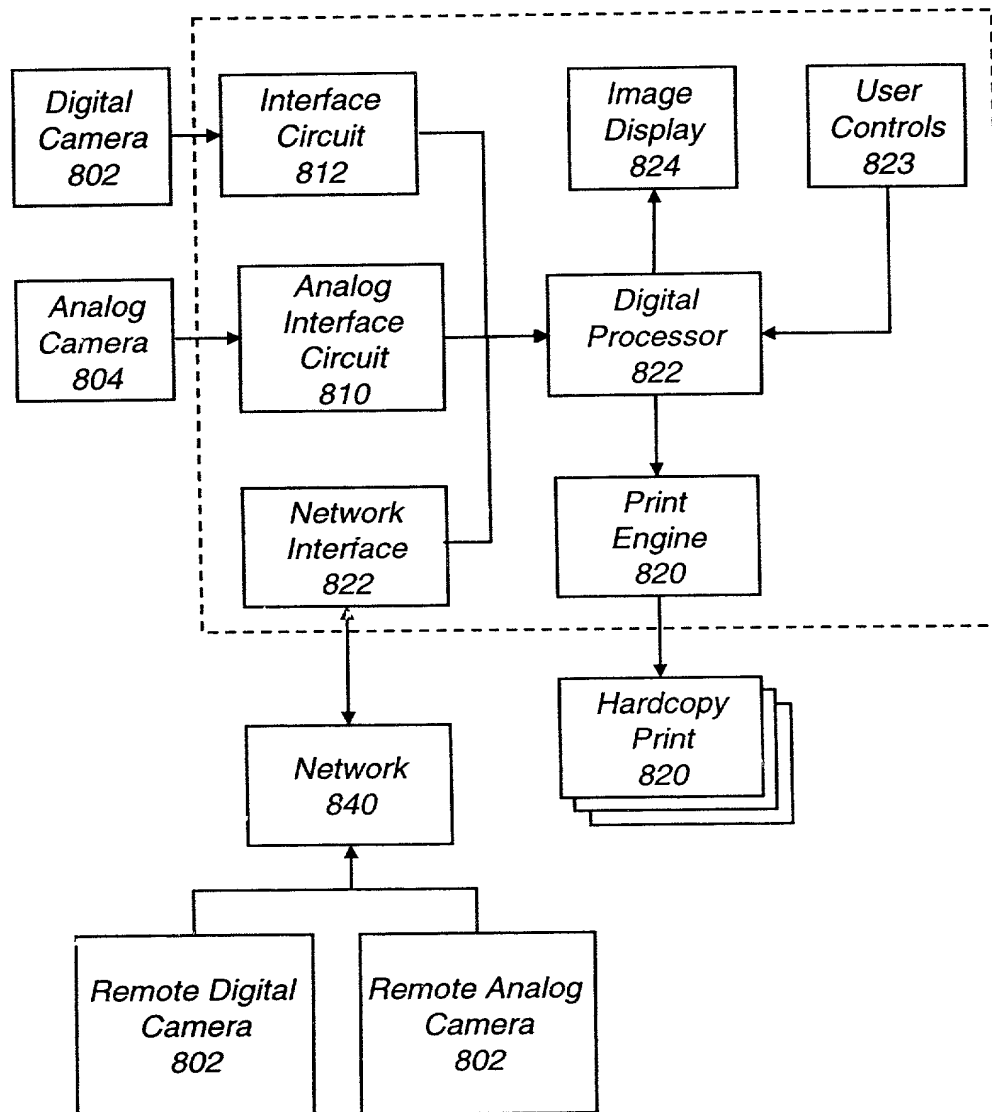 Digital
Camera
802
Interface
Circuit
812
Image
Display
824
User
Controls
823
Analog
Camera
804
Analog
Interface
Circuit
810
Digital
Processor
822
Network
Interface
822
Print
Engine
820
Hardcopy
Print
820
Network
840
Remote Digital
Camera
802
Remote Analog
Camera
802